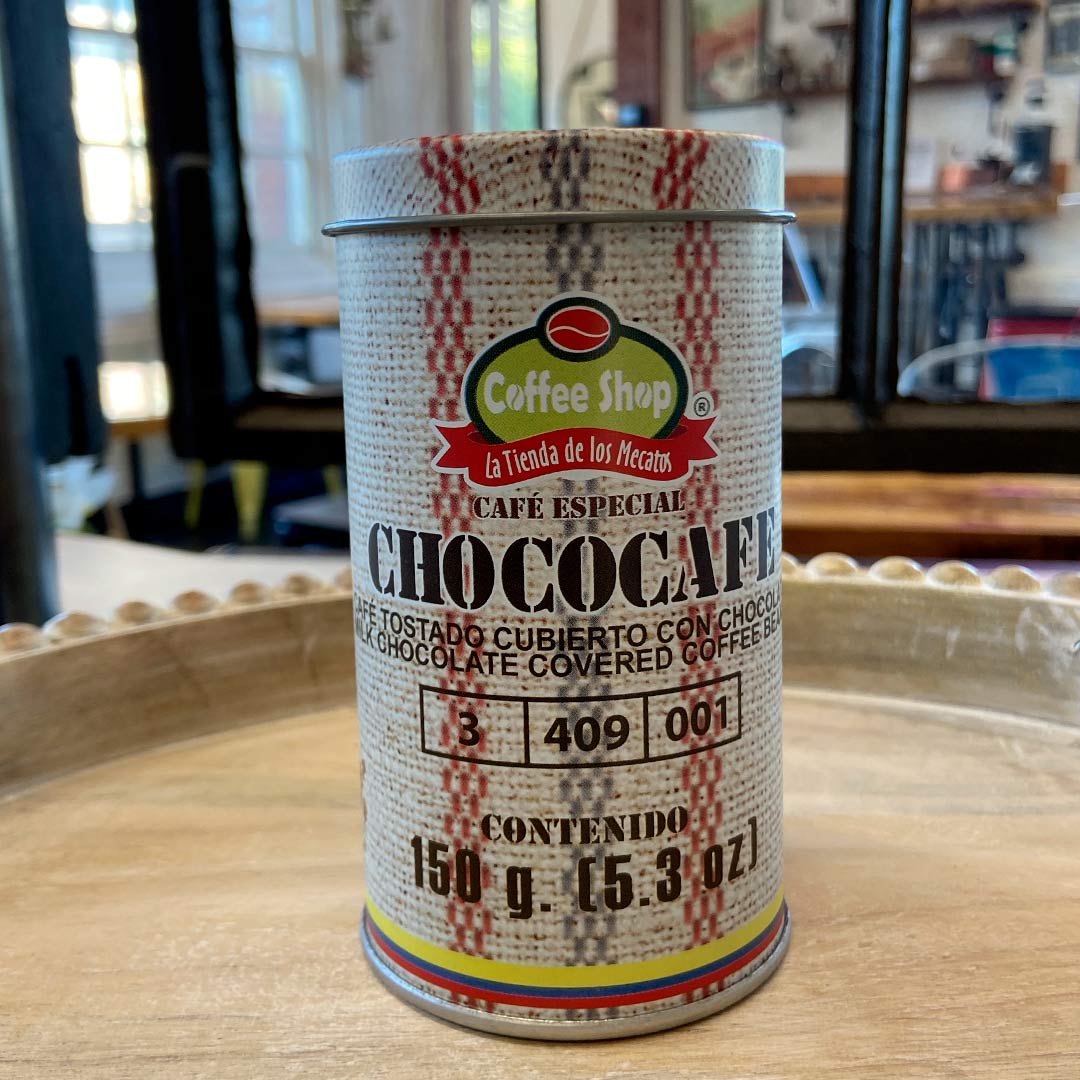 Coffee Shop ®
La Tienda de los Mecatos
CAFÉ ESPECIAL
CHOCOCAFE
CAFÉ TOSTADO CUBIERTO CON CHOCOLA
MILK CHOCOLATE COVERED COFFEE BEA
3 409 001
CONTENIDO
150 g. (5.3 oz)